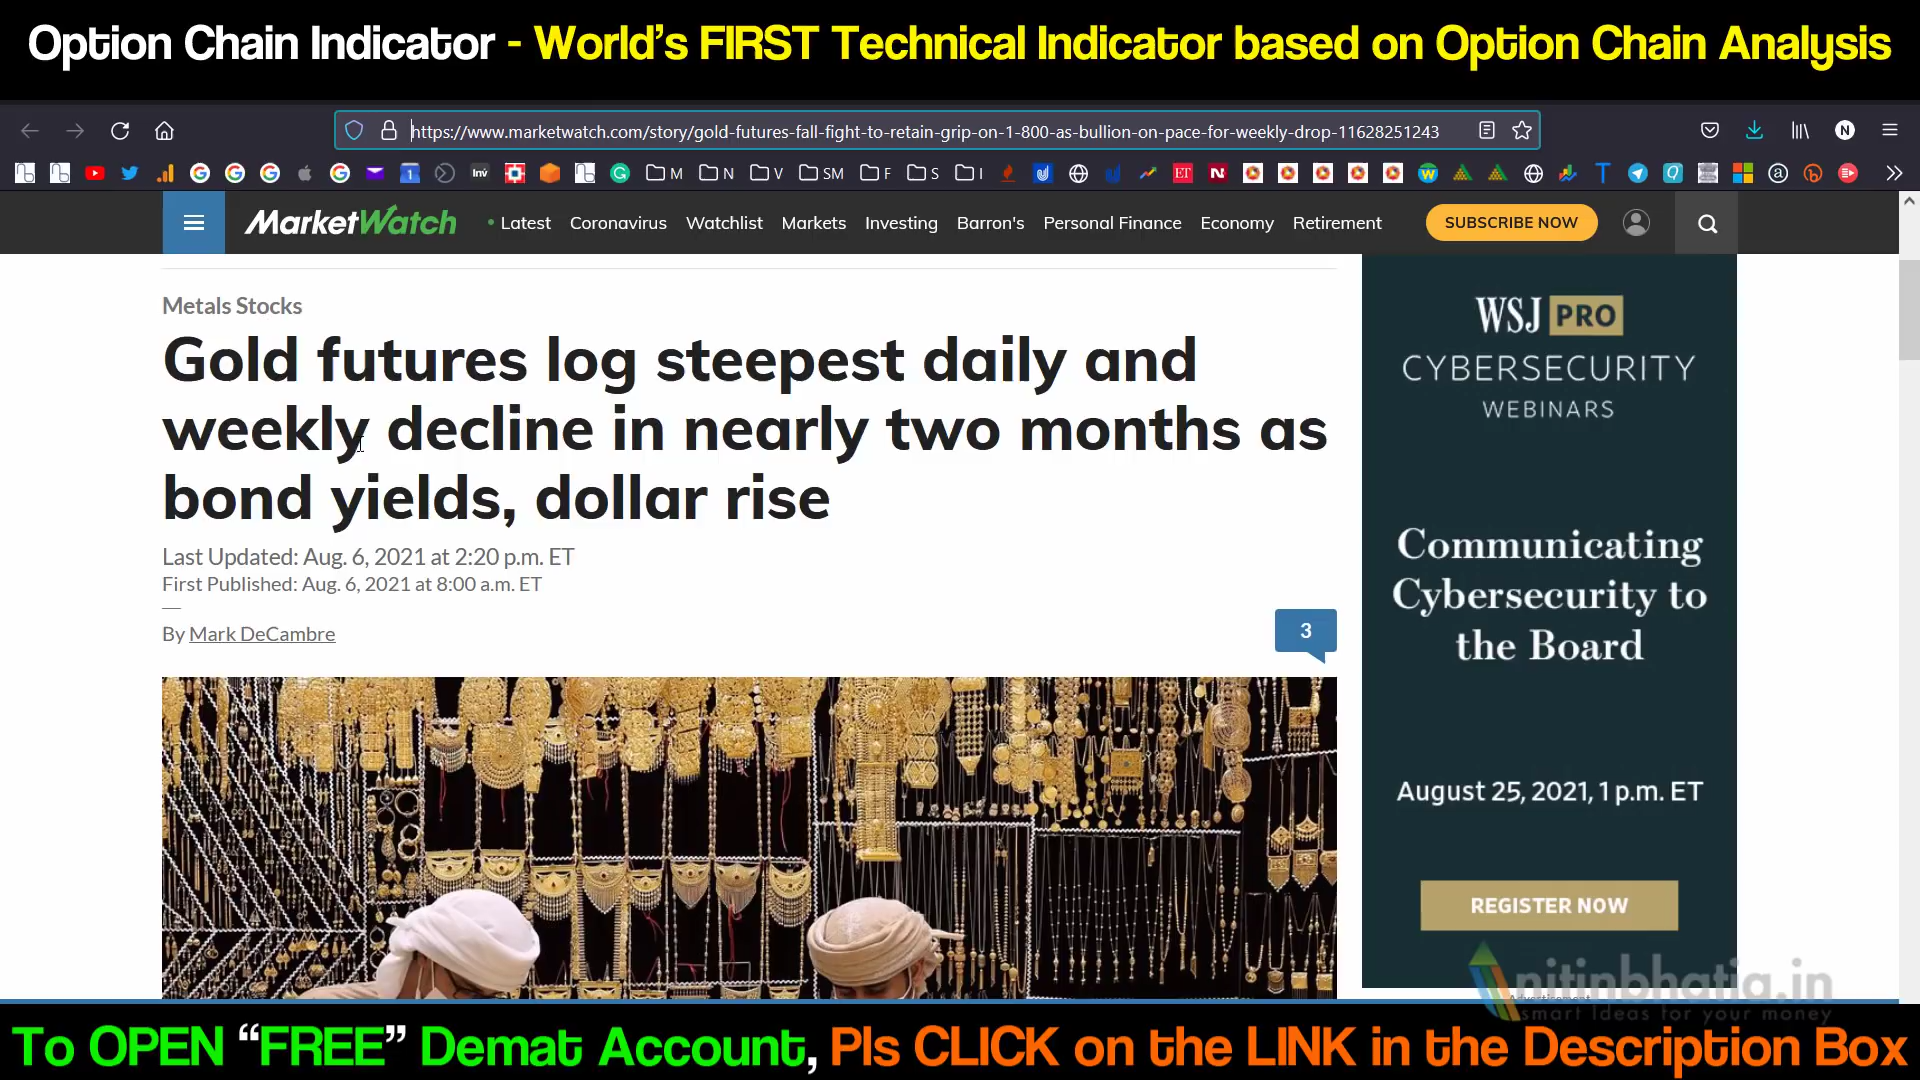 Option Chain Indicator - World's FIRST Technical Indicator based on Option Chain Analysis
https://www.marketwatch.com/story/gold-futures-fall-fight-to-retain-grip-on-1-800-as-bullion-on-pace-for-weekly-drop-11628251243
N
1 Inv M N V SM F S I ET N T Q a b
MarketWatch
• Latest Coronavirus Watchlist Markets Investing Barron's Personal Finance Economy Retirement SUBSCRIBE NOW
Metals Stocks
Gold futures log steepest daily and
weekly decline in nearly two months as
bond yields, dollar rise
Last Updated: Aug. 6, 2021 at 2:20 p.m. ET
First Published: Aug. 6, 2021 at 8:00 a.m. ET
—
By Mark DeCambre
3
WSJ PRO
CYBERSECURITY
WEBINARS
Communicating
Cybersecurity to
the Board
August 25, 2021, 1 p.m. ET
REGISTER NOW
Advertisement
nitinbhatia.in
smart ideas for your money
To OPEN “FREE” Demat Account, Pls CLICK on the LINK in the Description Box